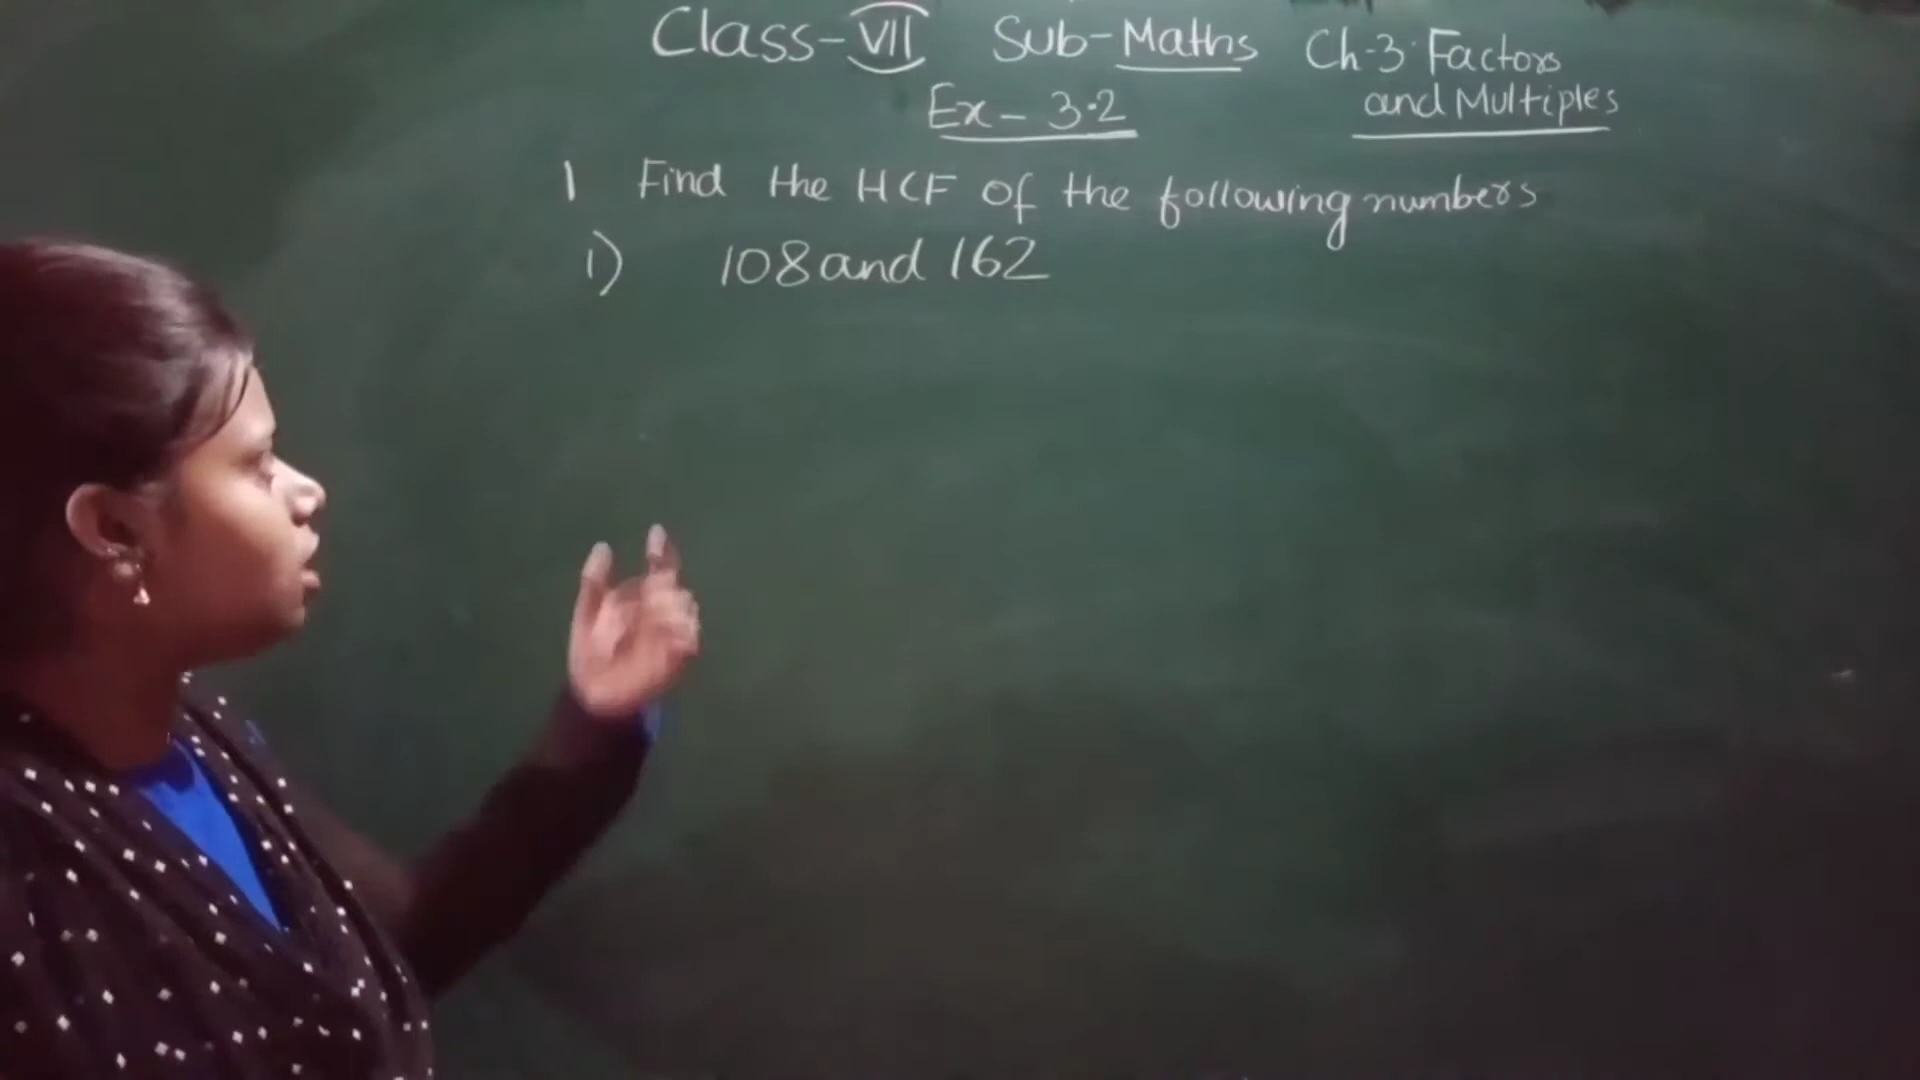 Class-VII Sub-Maths Ch-3. Factors
and Multiples
Ex- 3.2
1 Find the HCF of the following numbers
1) 108 and 162